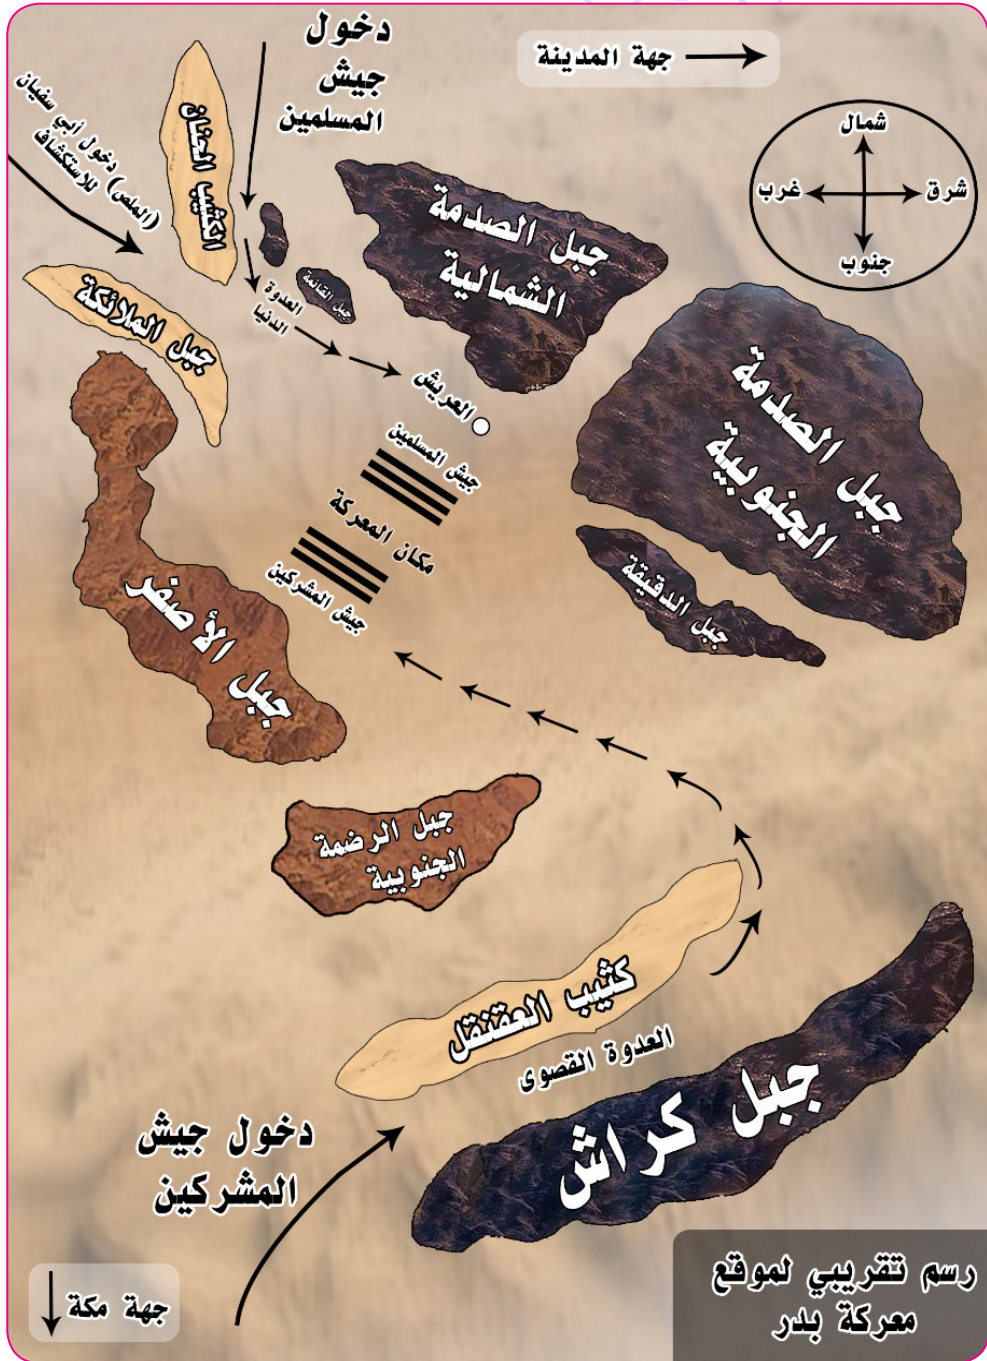 دخول
جيش
المسلمين
جهة المدينة
شمال
شرق
غرب
جنوب
(الملص) دخول أبي سفيان
للاستكشاف
الكثيب الحنان
جبل الصدمة
الشمالية
جبل القائمة
العدوة
الدنيا
جبل الملائكة
العريش
جبل الصدمة
الجنوبية
جيش المسلمين
مكان المعركة
جيش المشركين
جبل الدقيقة
جبل الأصفر
جبل الرضمة
الجنوبية
كثيب العقنقل
العدوة القصوى
جبل كراش
دخول جيش
المشركين
جهة مكة
رسم تقريبي لموقع
معركة بدر